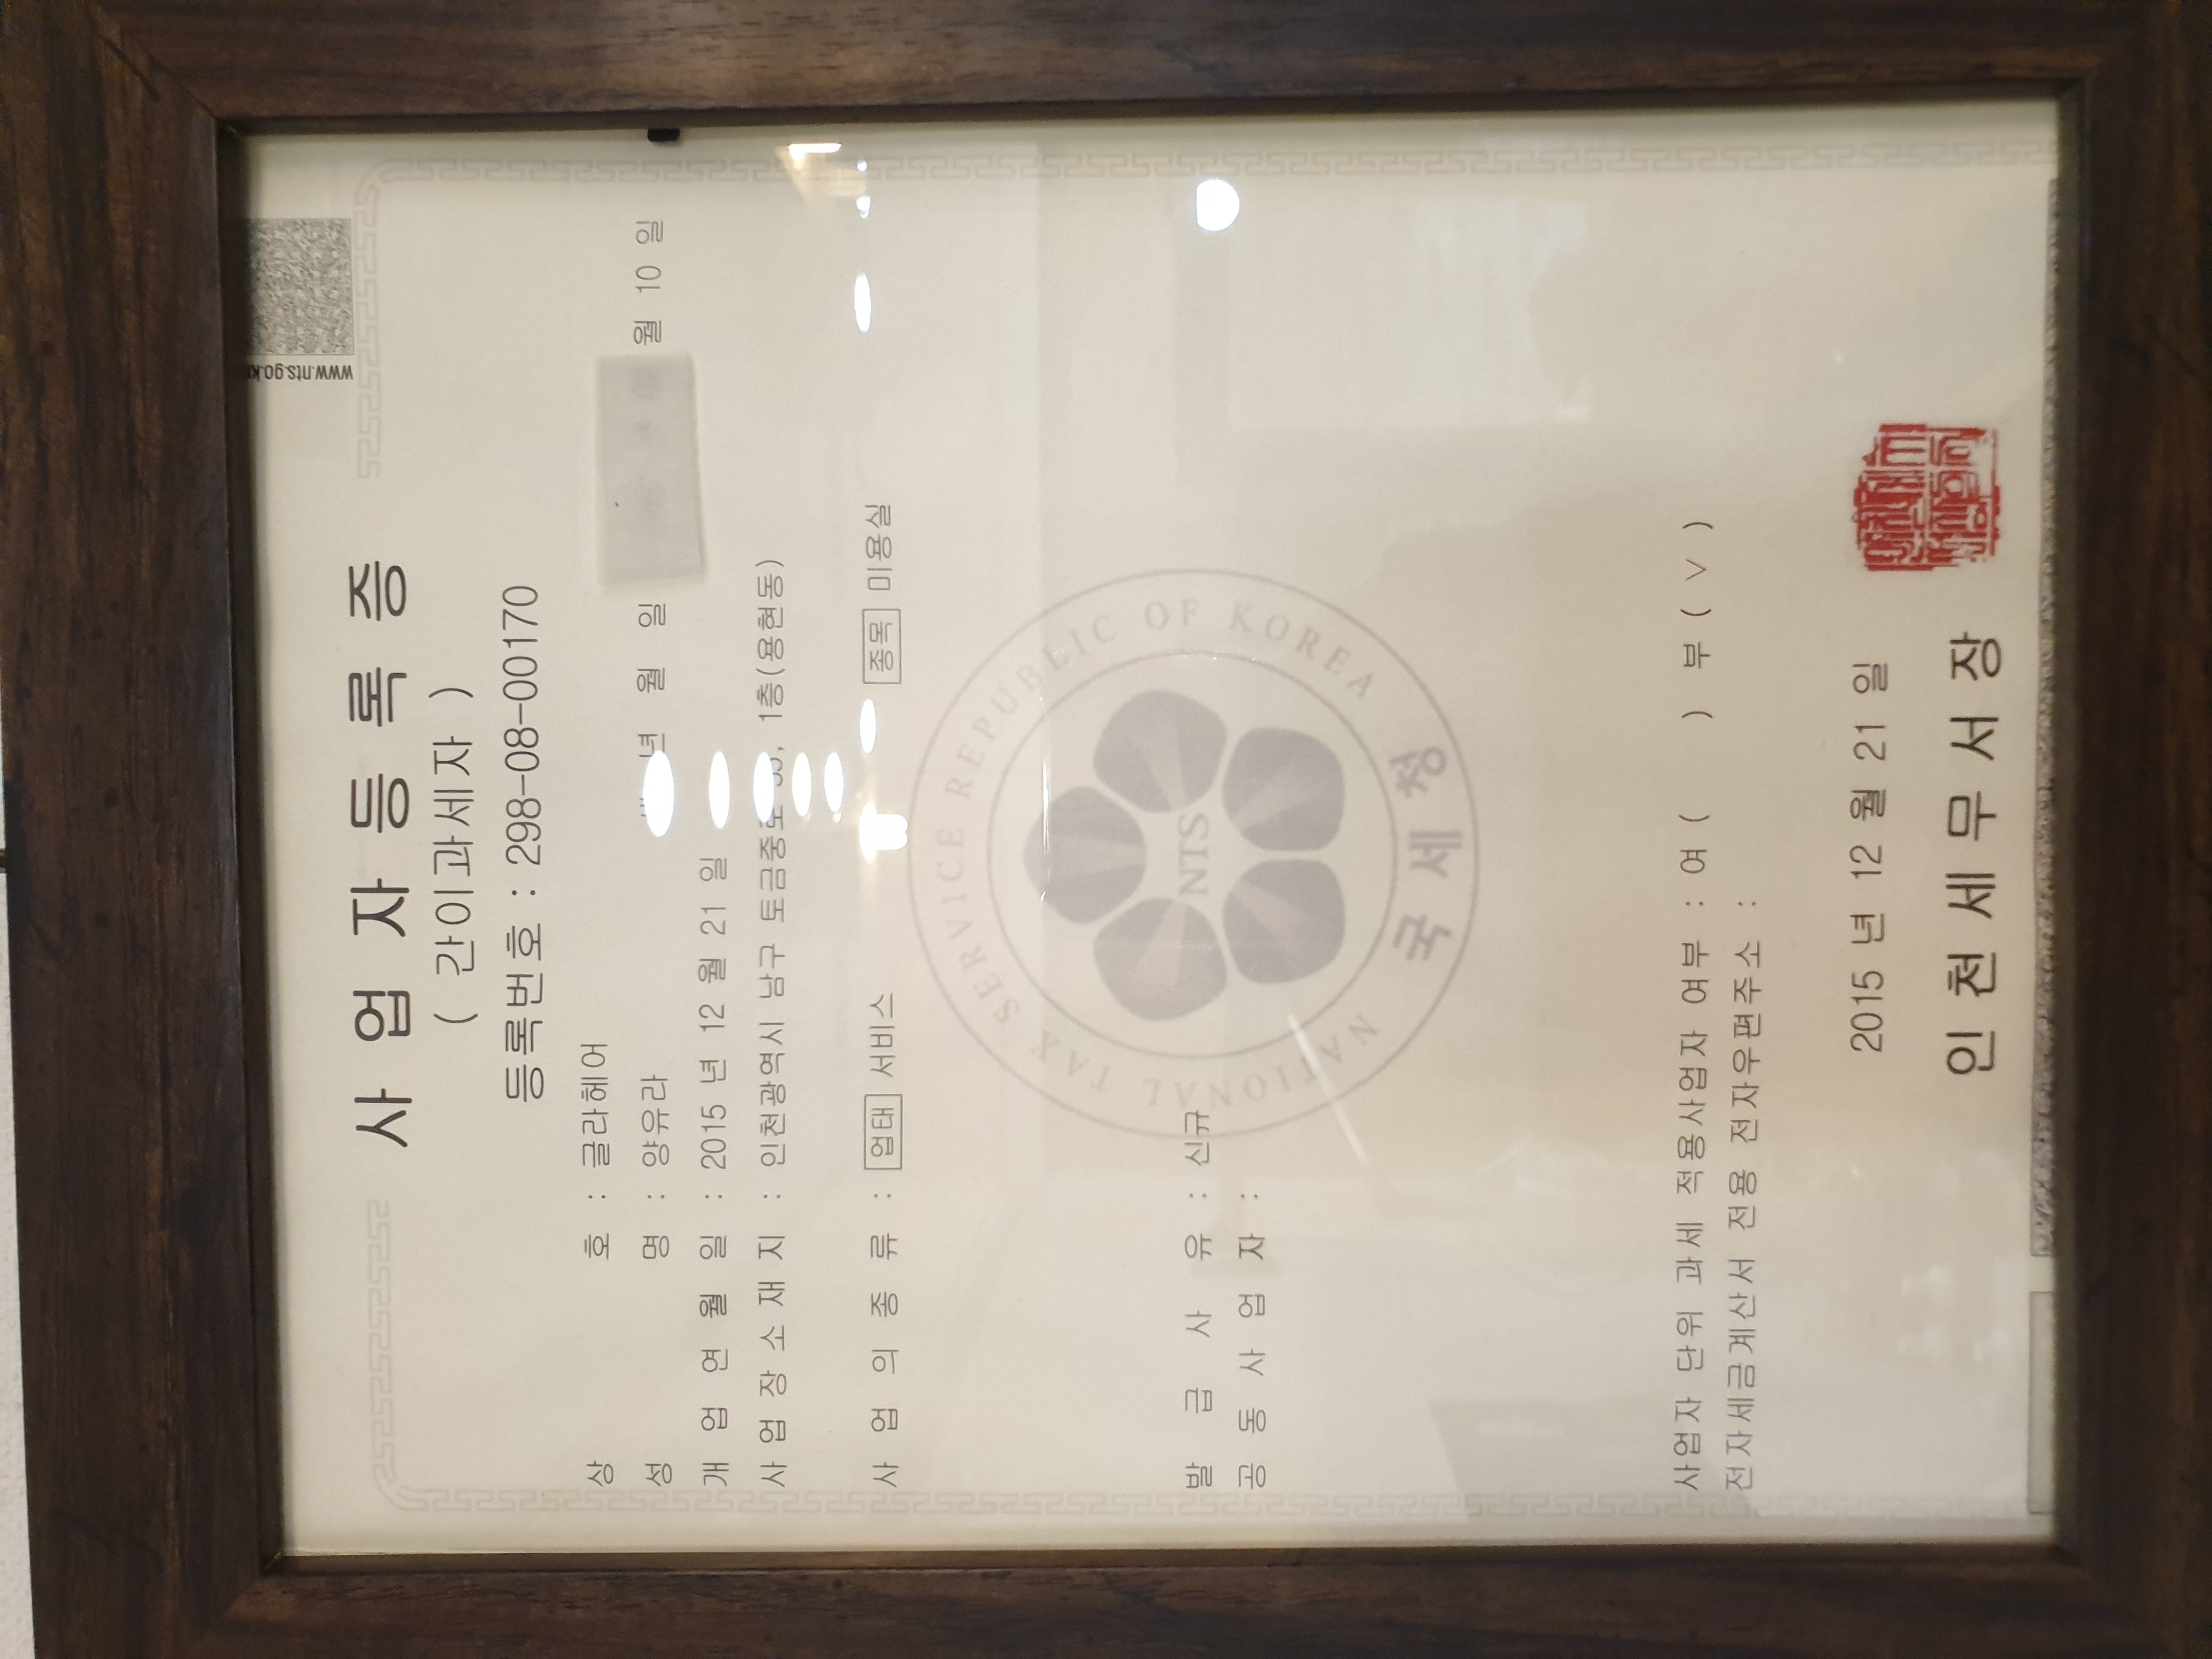 www.nts.go.kr
사업자등록증
( 간이과세자 )
등록번호 : 298-08-00170
상 호 : 글라헤어
성 명 : 양유라 년 월 일 월 10 일
개 업 연 월 일 : 2015 년 12 월 21 일
사 업 장 소 재 지 : 인천광역시 남구 토금중로 , 1층(용현동)
사 업 의 종 류 : 업태 서비스 종목 미용실
NATIONAL TAX SERVICE REPUBLIC OF KOREA
NTS
국세청
발 급 사 유 : 신규
공 동 사 업 자 :
사업자 단위 과세 적용사업자 여부 : 여 ( ) 부 ( ∨ )
전자세금계산서 전용 전자우편주소 :
2015 년 12 월 21 일
인 천 세 무 서 장